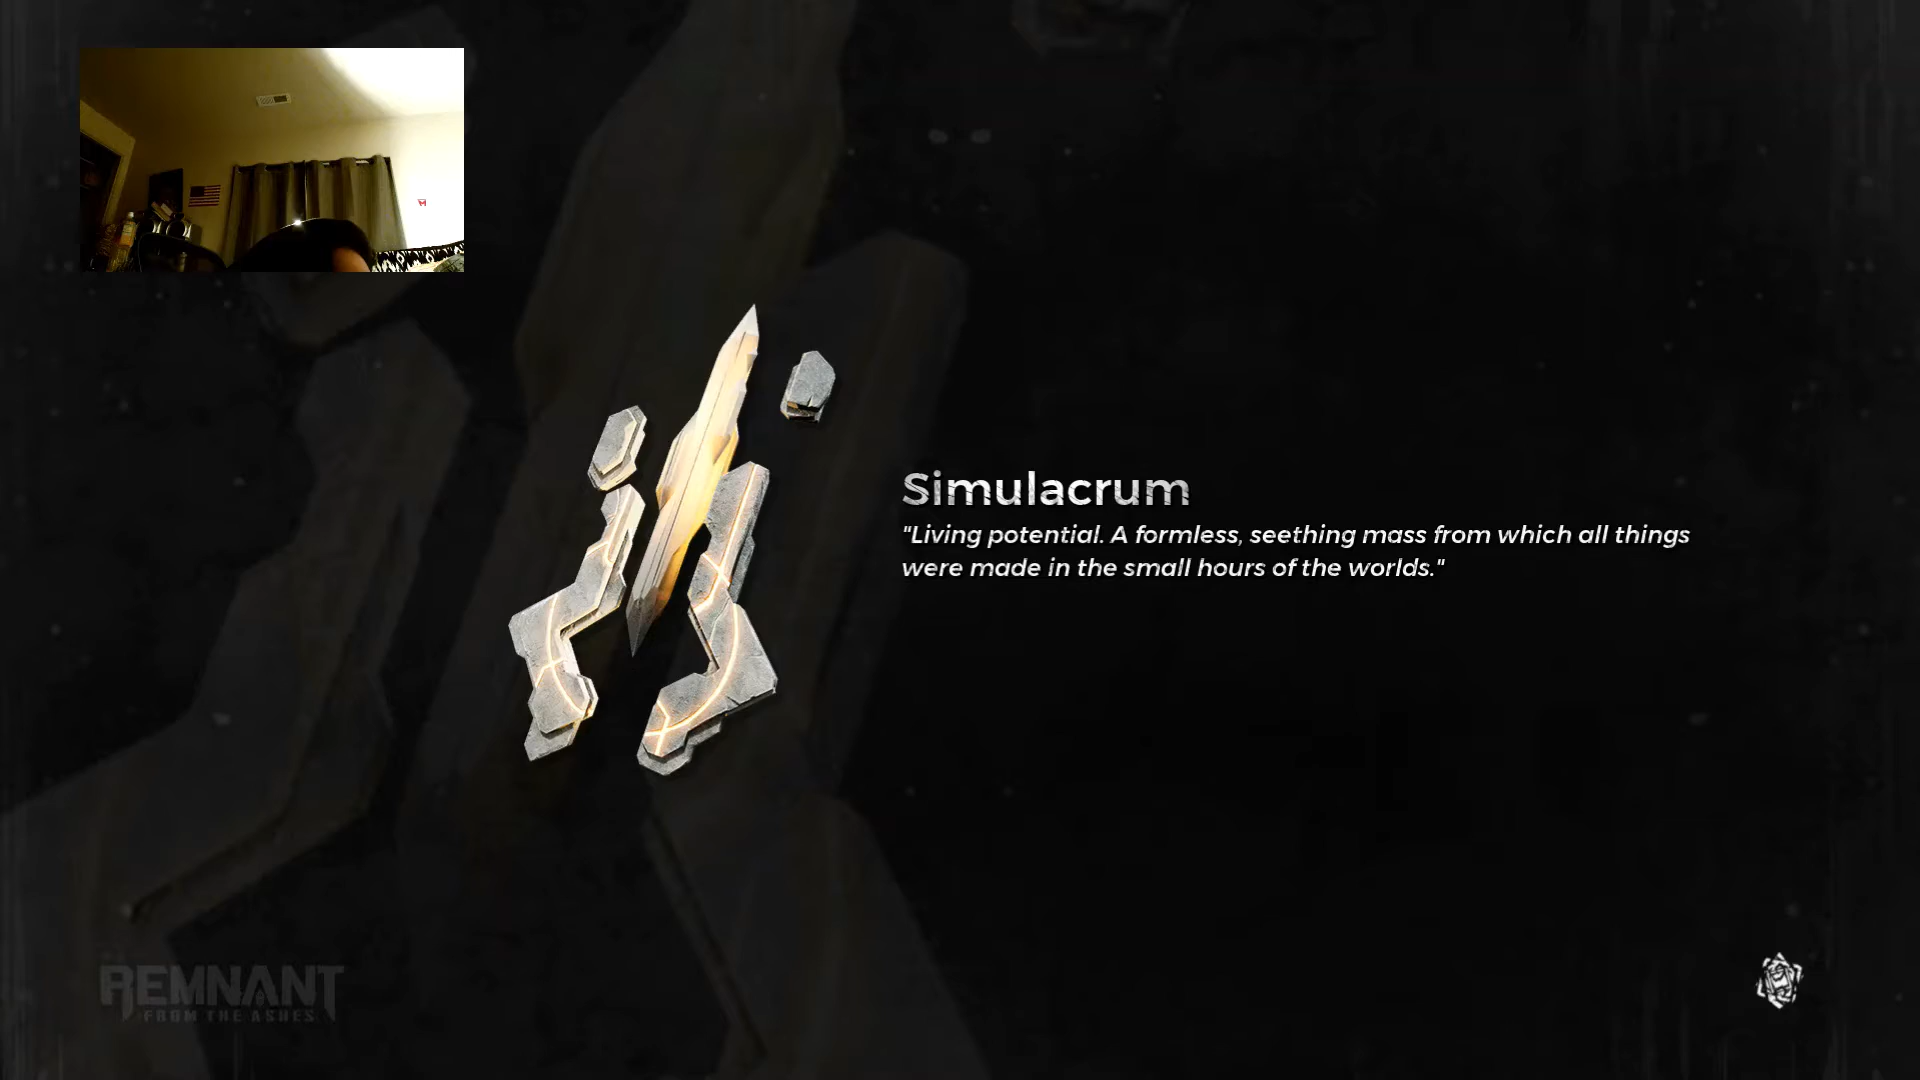 Simulacrum
"Living potential. A formless, seething mass from which all things
were made in the small hours of the worlds."
REMNANT
FROM THE ASHES